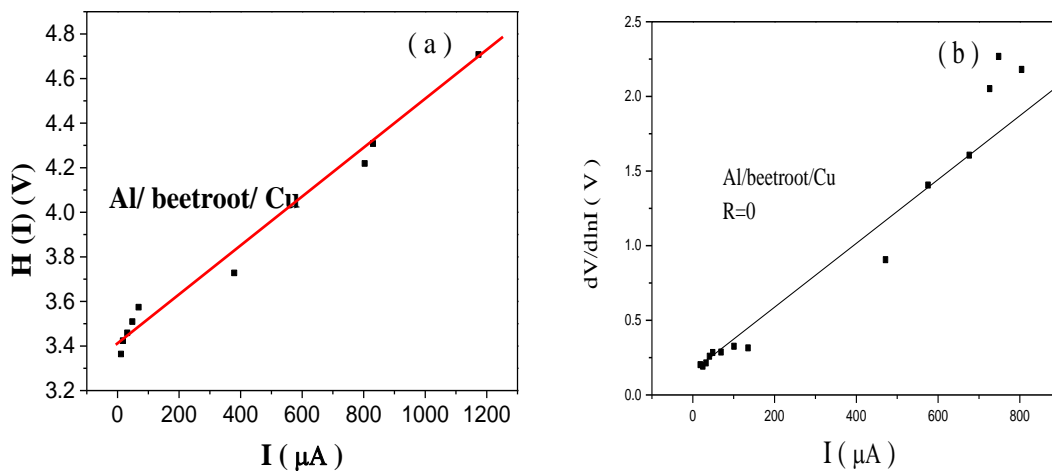 ( a )
4.8
4.6
4.4
4.2
4.0
3.8
3.6
3.4
3.2
H (I) (V)
Al/ beetroot/ Cu
0 200 400 600 800 1000 1200
I ( μA )
( b )
2.5
2.0
1.5
1.0
0.5
0.0
dV/dlnI ( V )
Al/beetroot/Cu
R=0
0 200 400 600 800
I ( μA )